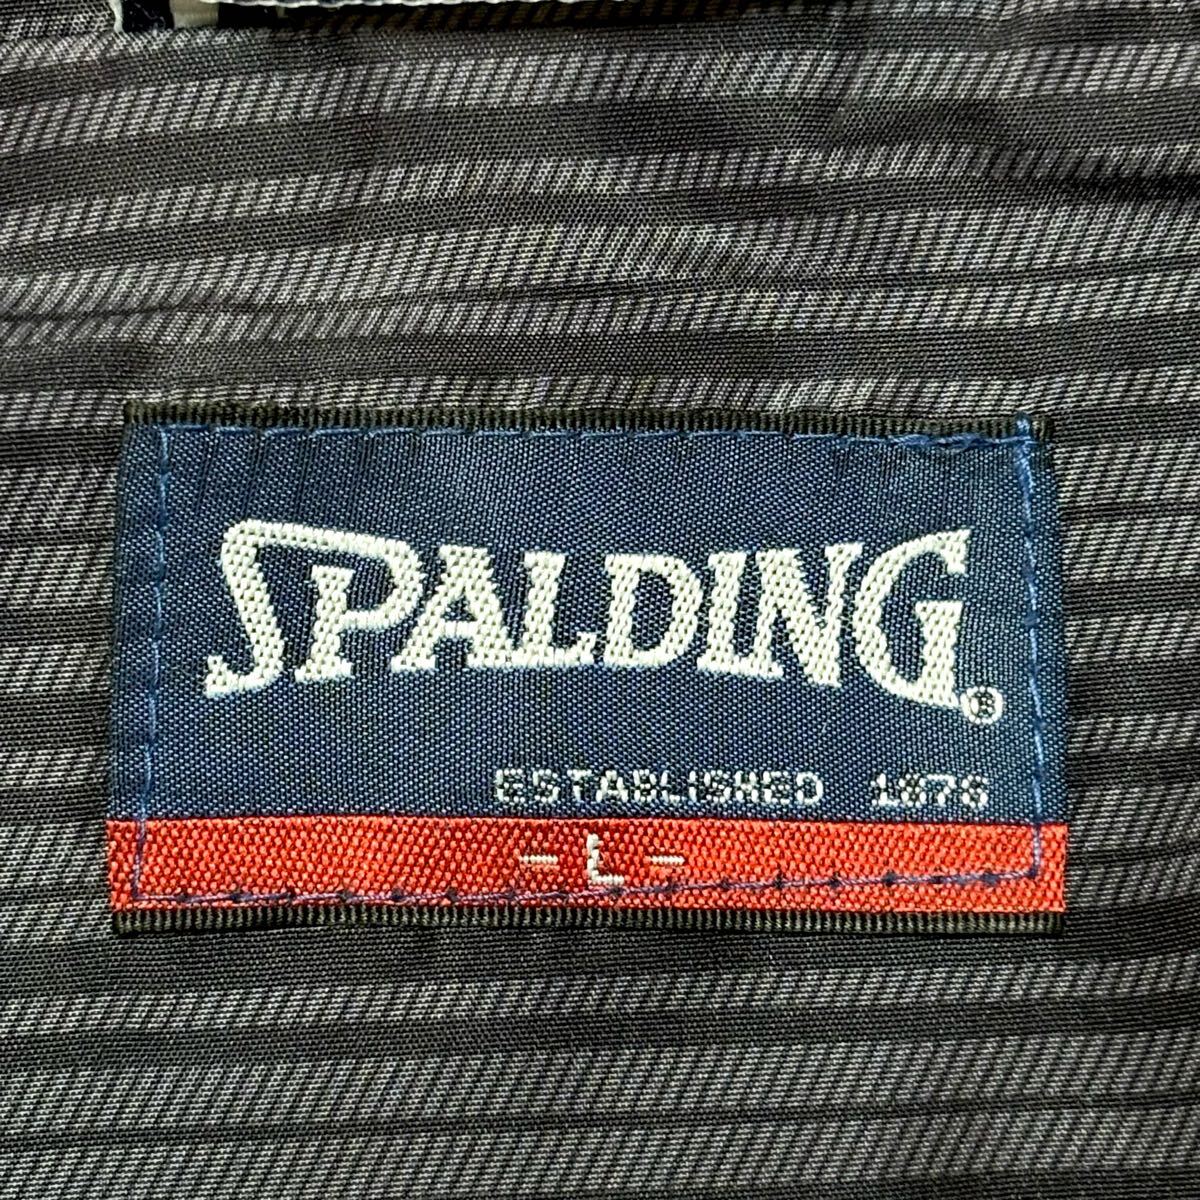 SPALDING®
ESTABLISHED 1876
- L -